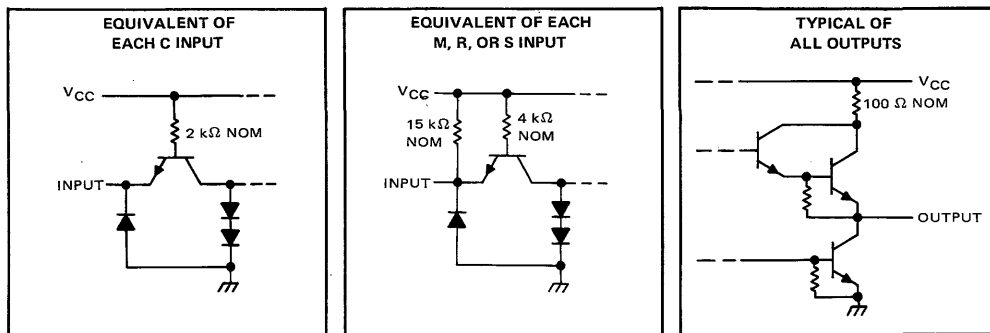 EQUIVALENT OF
EACH C INPUT
VCC
2 kΩ NOM
INPUT
EQUIVALENT OF EACH
M, R, OR S INPUT
VCC
15 kΩ
NOM
4 kΩ
NOM
INPUT
TYPICAL OF
ALL OUTPUTS
VCC
100 Ω NOM
OUTPUT